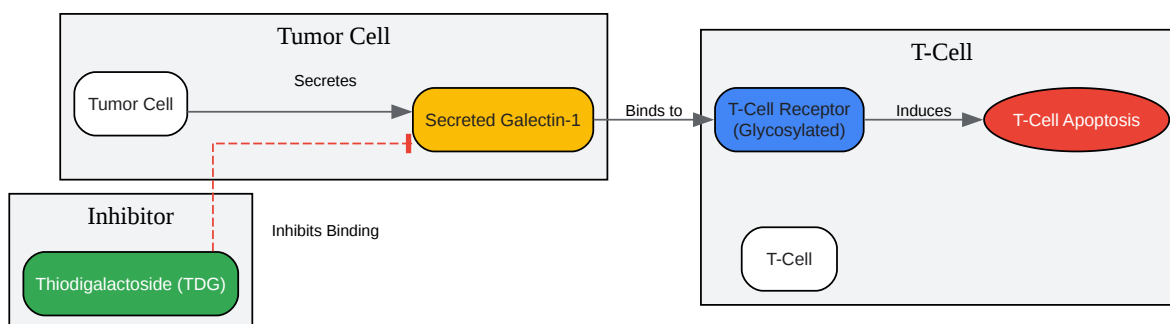 Tumor Cell
Tumor Cell
Secretes
Secreted Galectin-1
Binds to
T-Cell
T-Cell Receptor
(Glycosylated)
Induces
T-Cell Apoptosis
T-Cell
Inhibitor
Inhibits Binding
Thiodigalactoside (TDG)